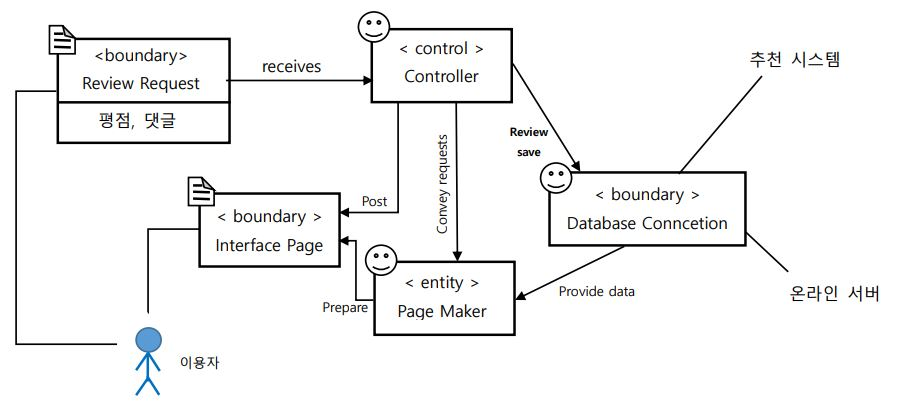 <boundary>
Review Request
평점, 댓글
receives
< control >
Controller
추천 시스템
Review
save
Convey requests
Post
< boundary >
Interface Page
< boundary >
Database Conncetion
< entity >
Page Maker
Prepare
Provide data
온라인 서버
이용자